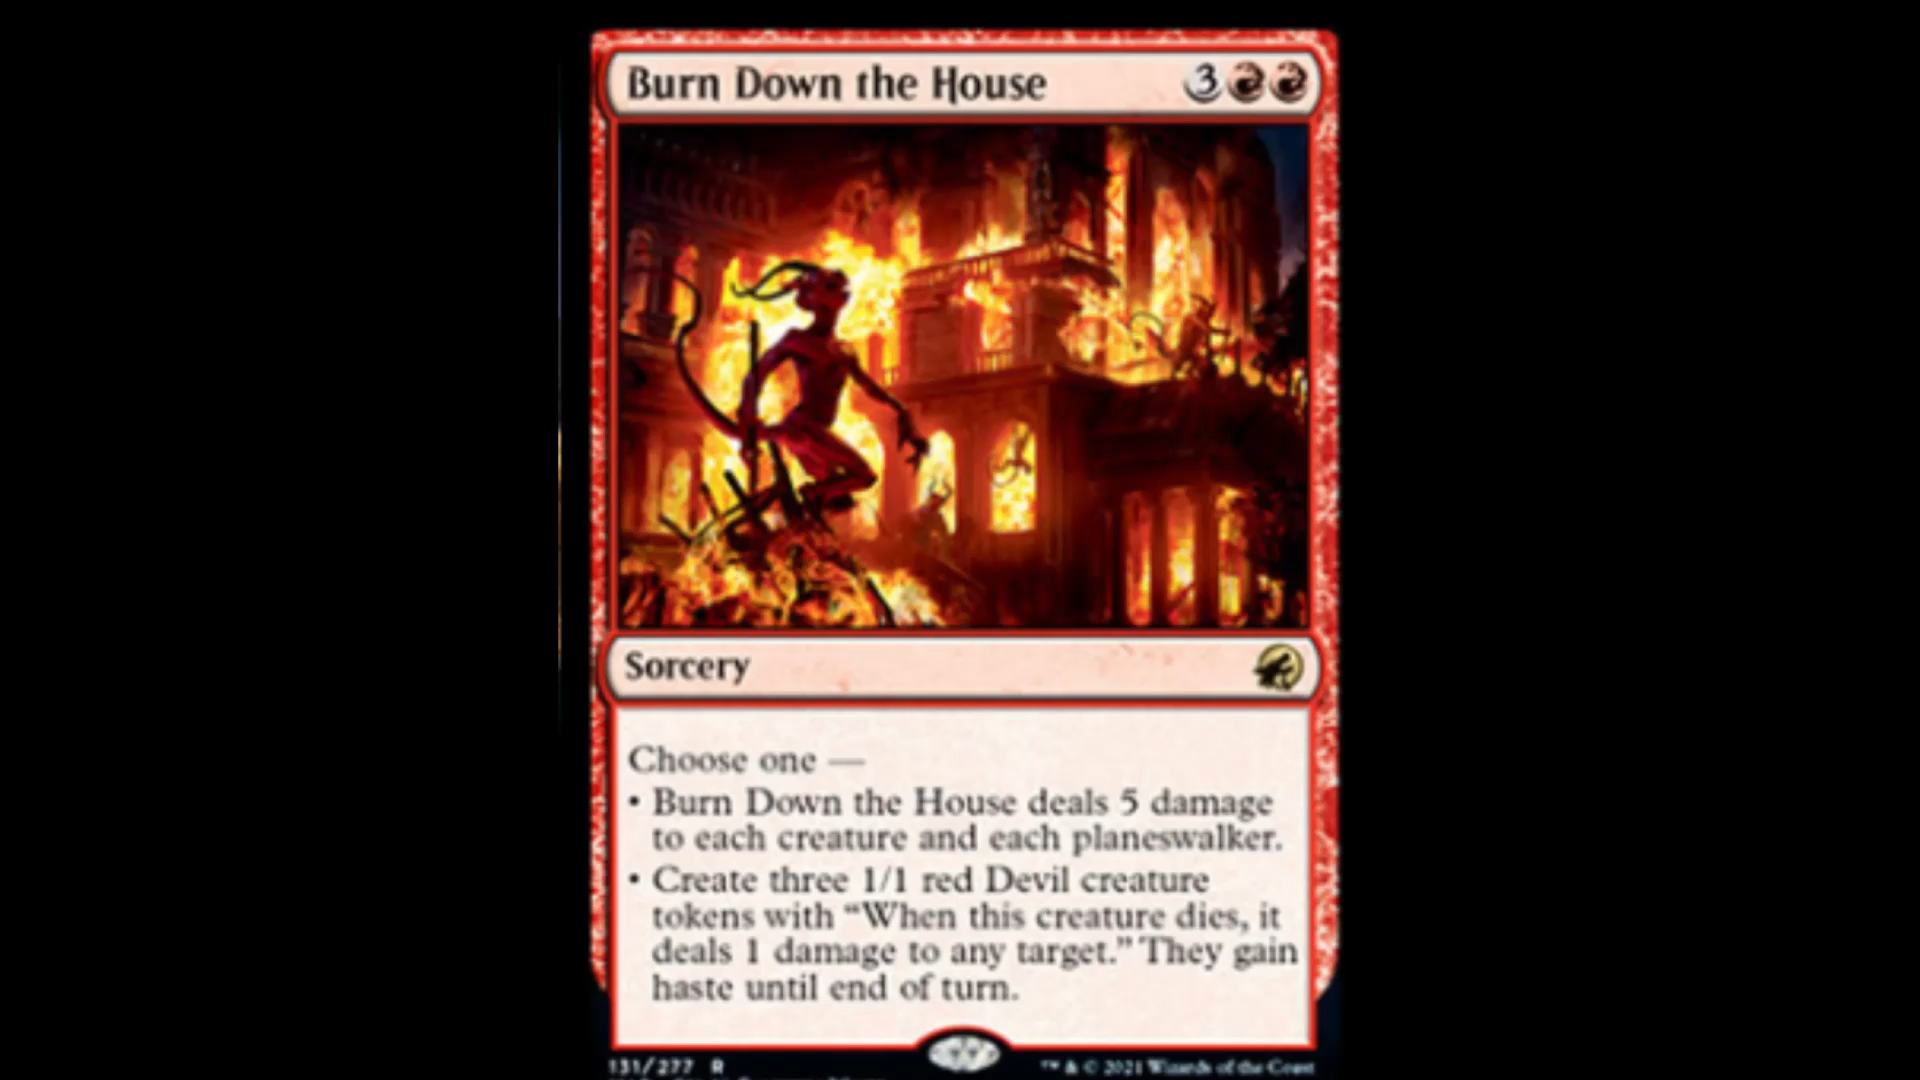 Burn Down the House 3
Sorcery
Choose one —
• Burn Down the House deals 5 damage
to each creature and each planeswalker.
• Create three 1/1 red Devil creature
tokens with “When this creature dies, it
deals 1 damage to any target.” They gain
haste until end of turn.
131/277 R
™ & © 2021 Wizards of the Coast